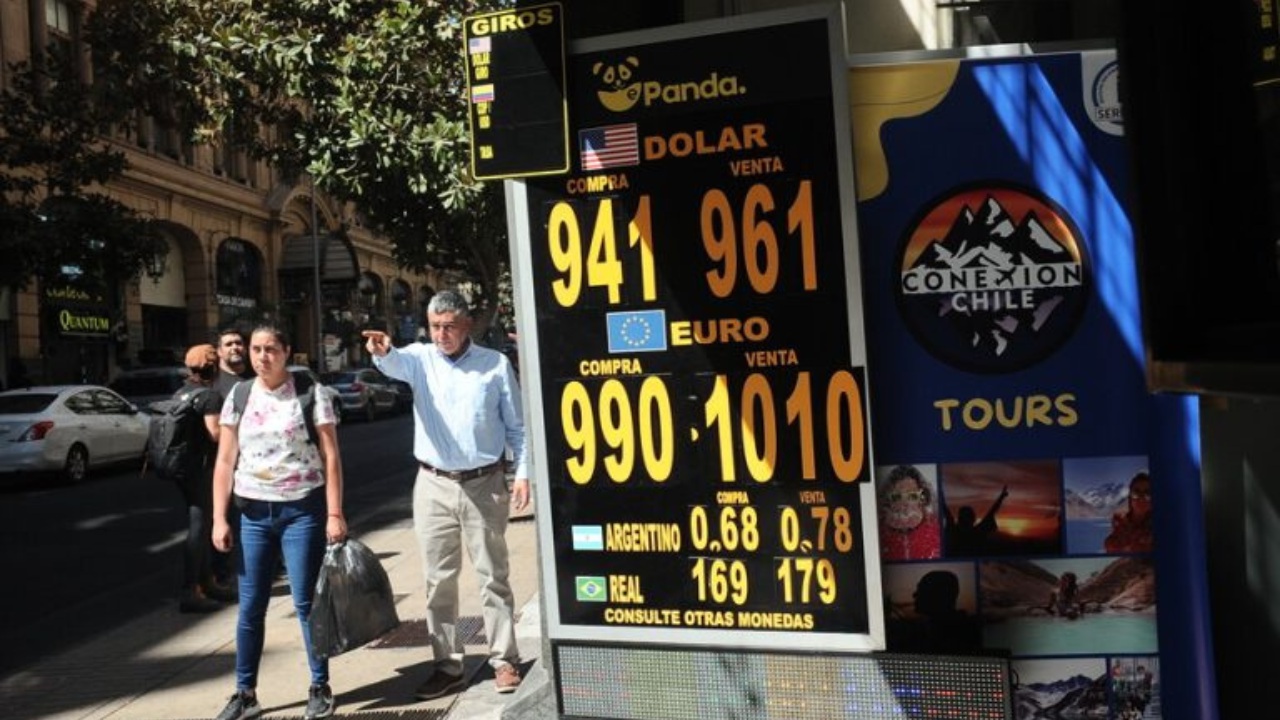 GIROS
Panda.
DOLAR
COMPRA VENTA
941 961
EURO
COMPRA VENTA
990 1010
COMPRA VENTA
ARGENTINO 0.68 0.78
REAL 169 179
CONSULTE OTRAS MONEDAS
CONEXION
CHILE
TOURS
QUANTUM